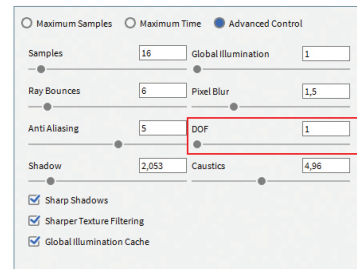 Maximum Samples Maximum Time Advanced Control
Samples 16 Global Illumination 1
Ray Bounces 6 Pixel Blur 1,5
Anti Aliasing 5 DOF 1
Shadow 2,053 Caustics 4,96
Sharp Shadows
Sharper Texture Filtering
Global Illumination Cache